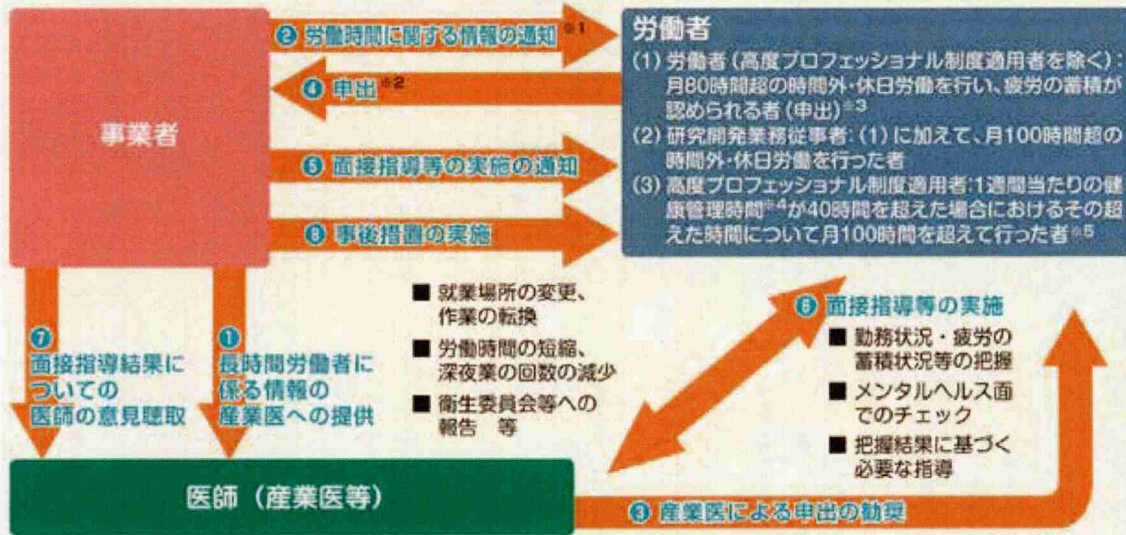 事業者
❷ 労働時間に関する情報の通知※1
❹ 申出※2
❺ 面接指導等の実施の通知
❽ 事後措置の実施
労働者
(1) 労働者(高度プロフェッショナル制度適用者を除く):
月80時間超の時間外・休日労働を行い、疲労の蓄積が
認められる者(申出)※3
(2) 研究開発業務従事者:(1)に加えて、月100時間超の
時間外・休日労働を行った者
(3) 高度プロフェッショナル制度適用者:1週間当たりの健
康管理時間※4が40時間を超えた場合におけるその超
えた時間について月100時間を超えて行った者※5
❼
面接指導結果に
ついての
医師の意見聴取
❶
長時間労働者に
係る情報の
産業医への提供
■ 就業場所の変更、
作業の転換
■ 労働時間の短縮、
深夜業の回数の減少
■ 衛生委員会等への
報告 等
❻ 面接指導等の実施
■ 勤務状況・疲労の
蓄積状況等の把握
■ メンタルヘルス面
でのチェック
■ 把握結果に基づく
必要な指導
医師(産業医等)
❸ 産業医による申出の勧奨